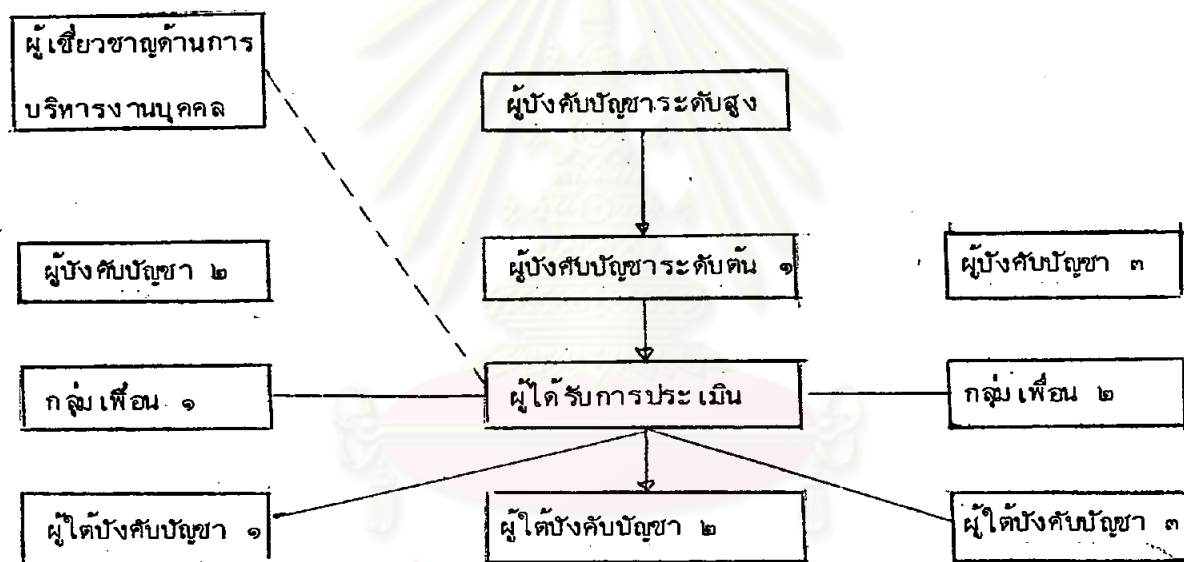 ผู้เชี่ยวชาญด้านการ
บริหารงานบุคคล
ผู้บังคับบัญชาระดับสูง
ผู้บังคับบัญชา ๒
ผู้บังคับบัญชาระดับต้น ๑
ผู้บังคับบัญชา ๓
กลุ่มเพื่อน ๑
ผู้ได้รับการประเมิน
กลุ่มเพื่อน ๒
ผู้ใต้บังคับบัญชา ๑
ผู้ใต้บังคับบัญชา ๒
ผู้ใต้บังคับบัญชา ๓